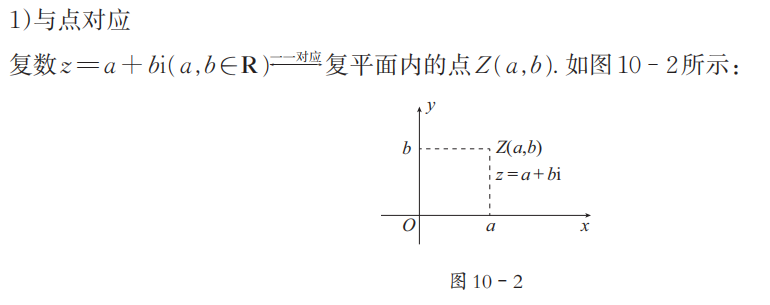 1)与点对应
复数z=a+bi(a,b∈R)一一对应复平面内的点Z(a,b).如图10-2所示:
y
b
Z(a,b)
z=a+bi
O
a
x
图10-2